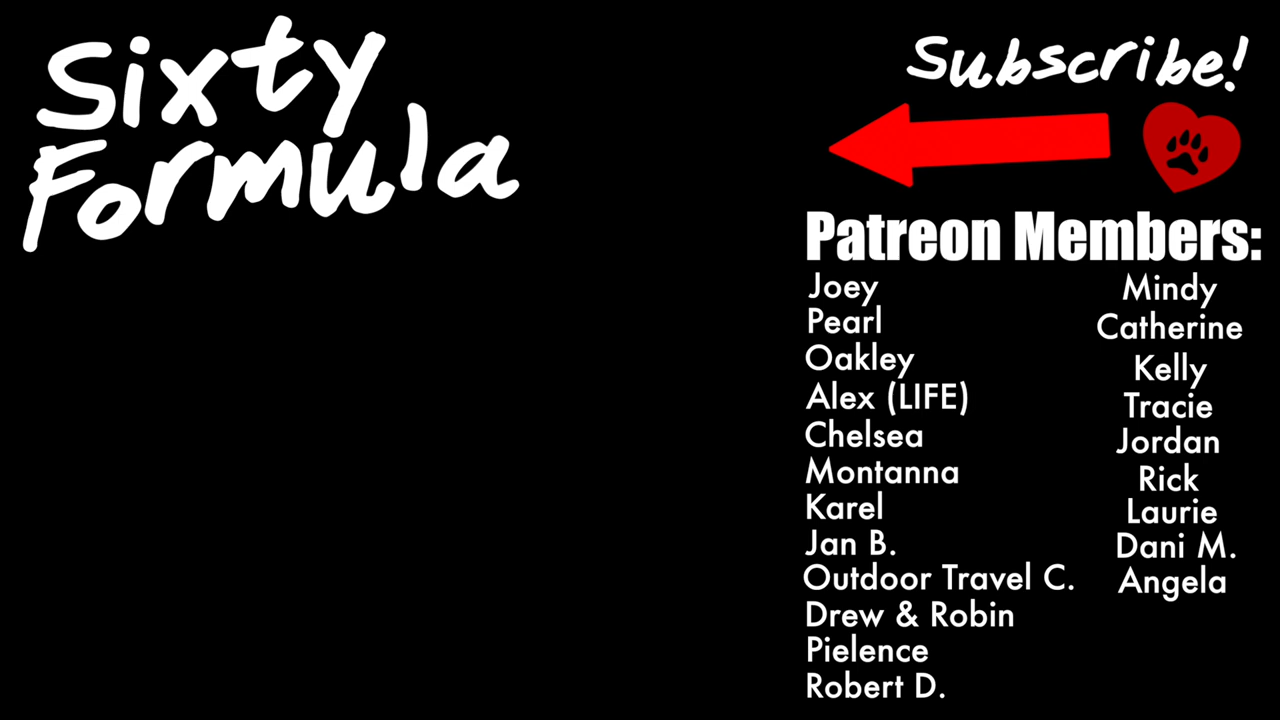 Sixty
Formula
Subscribe!
Patreon Members:
Joey
Pearl
Oakley
Alex (LIFE)
Chelsea
Montanna
Karel
Jan B.
Outdoor Travel C.
Drew & Robin
Pielence
Robert D.
Mindy
Catherine
Kelly
Tracie
Jordan
Rick
Laurie
Dani M.
Angela